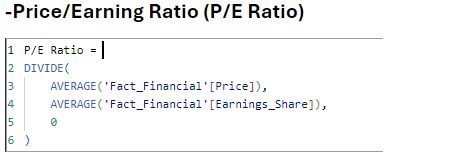 -Price/Earning Ratio (P/E Ratio)
1 P/E Ratio =
2 DIVIDE(
3 AVERAGE('Fact_Financial'[Price]),
4 AVERAGE('Fact_Financial'[Earnings_Share]),
5 0
6 )